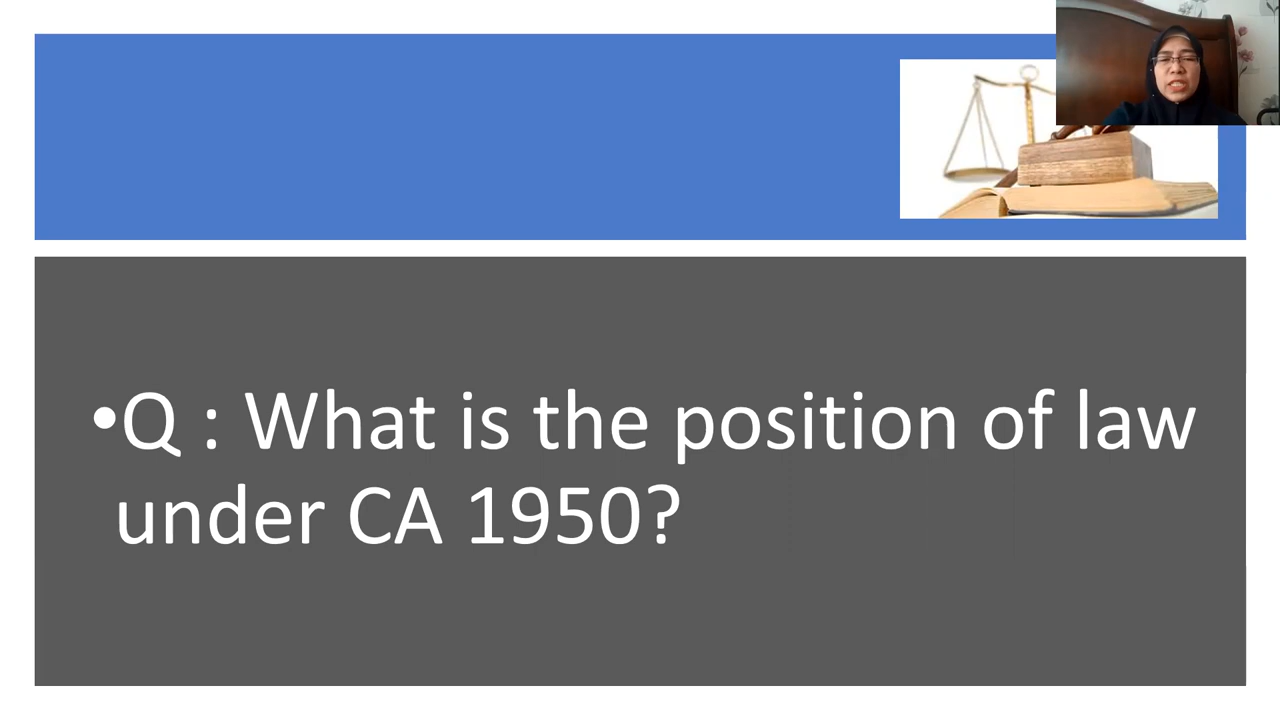 •Q : What is the position of law
under CA 1950?